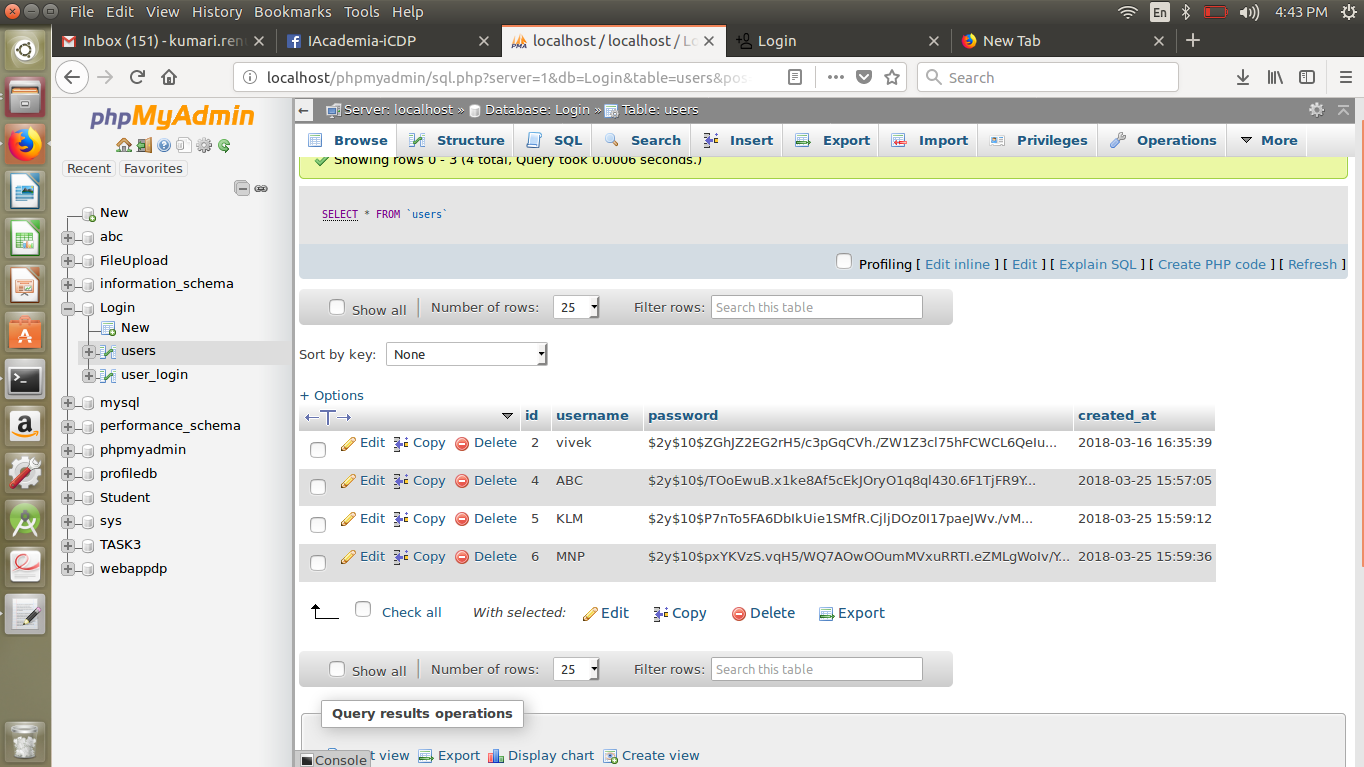 File Edit View History Bookmarks Tools Help
En
4:43 PM
Inbox (151) - kumari.ren
IAcademia-iCDP
localhost / localhost / Lo
Login
New Tab
localhost/phpmyadmin/sql.php?server=1&db=Login&table=users&pos
Search
phpMyAdmin
Recent Favorites
New
abc
FileUpload
information_schema
Login
New
users
user_login
mysql
performance_schema
phpmyadmin
profiledb
Student
sys
TASK3
webappdp
Server: localhost » Database: Login » Table: users
Browse Structure SQL Search Insert Export Import Privileges Operations More
Showing rows 0 - 3 (4 total, Query took 0.0006 seconds.)
SELECT * FROM `users`
Profiling [ Edit inline ] [ Edit ] [ Explain SQL ] [ Create PHP code ] [ Refresh ]
Show all Number of rows: 25 Filter rows: Search this table
Sort by key: None
+ Options
id username password created_at
Edit Copy Delete 2 vivek $2y$10$ZGhJZ2EG2rH5/c3pGqCVh./ZW1Z3cl75hFCWCL6QeIu... 2018-03-16 16:35:39
Edit Copy Delete 4 ABC $2y$10$/TOoEwuB.x1ke8Af5cEkJOryO1q8ql430.6F1TjFR9Y... 2018-03-25 15:57:05
Edit Copy Delete 5 KLM $2y$10$P7nTo5FA6DbIkUie1SMfR.CjljDOz0I17paeJWv./vM... 2018-03-25 15:59:12
Edit Copy Delete 6 MNP $2y$10$pxYKVzS.vqH5/WQ7AOwOOumMVxuRRTI.eZMLgWoIv/Y... 2018-03-25 15:59:36
Check all With selected: Edit Copy Delete Export
Show all Number of rows: 25 Filter rows: Search this table
Query results operations
view Export Display chart Create view
Console